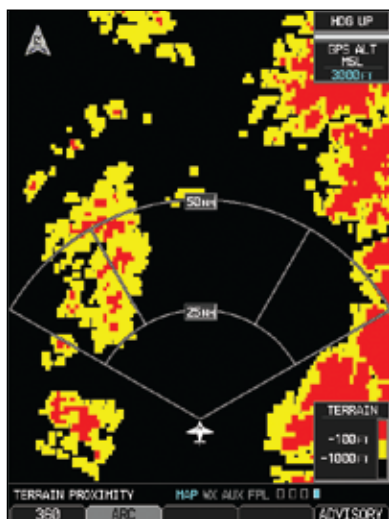 HDG UP
GPS ALT
MSL
3000FT
50NM
25NM
TERRAIN
-100FT
-1000FT
TERRAIN PROXIMITY
MAP WX AUX FPL
360
ARC
ADVISORY